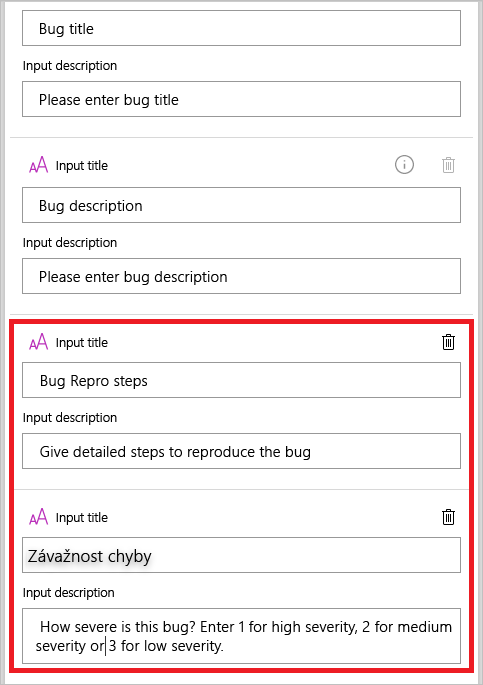 Bug title
Input description
Please enter bug title
Input title
Bug description
Input description
Please enter bug description
Input title
Bug Repro steps
Input description
Give detailed steps to reproduce the bug
Input title
Závažnost chyby
Input description
How severe is this bug? Enter 1 for high severity, 2 for medium
severity or 3 for low severity.